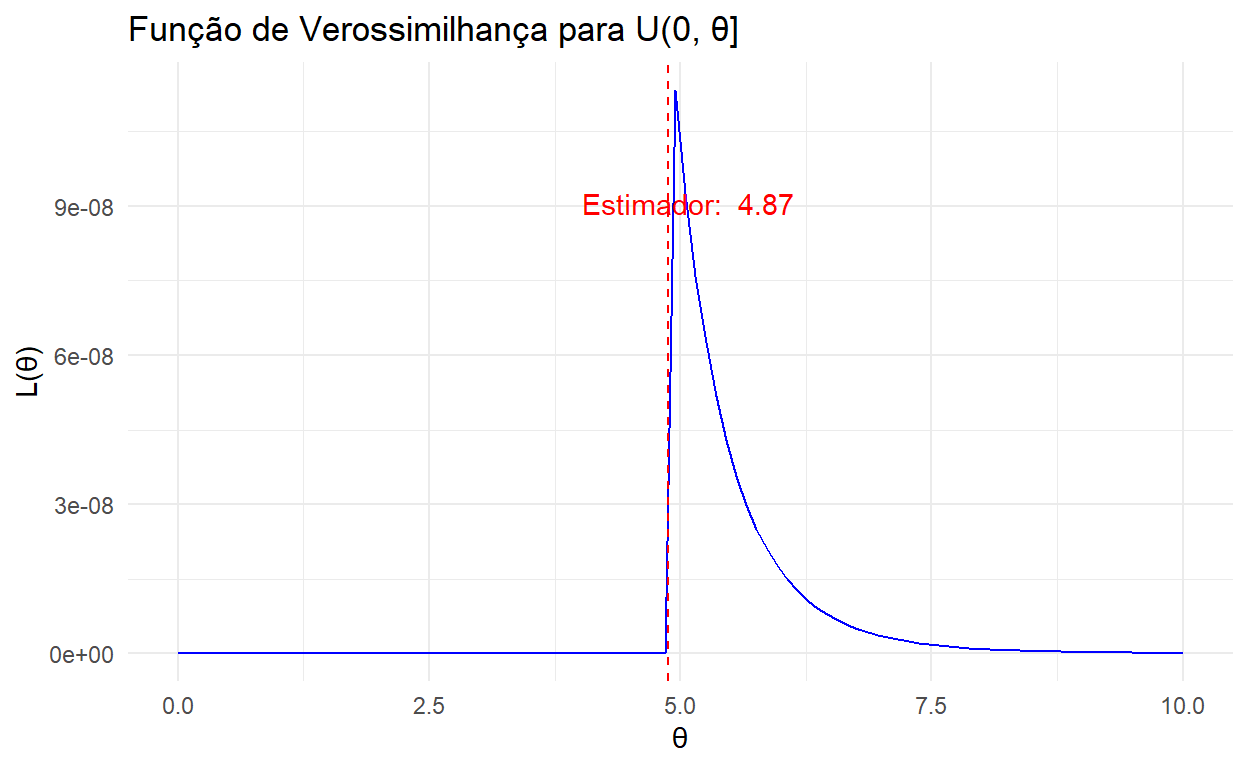 Função de Verossimilhança para U(0, θ]
L(θ)
9e-08
6e-08
3e-08
0e+00
Estimador:  4.87
0.0 2.5 5.0 7.5 10.0
θ